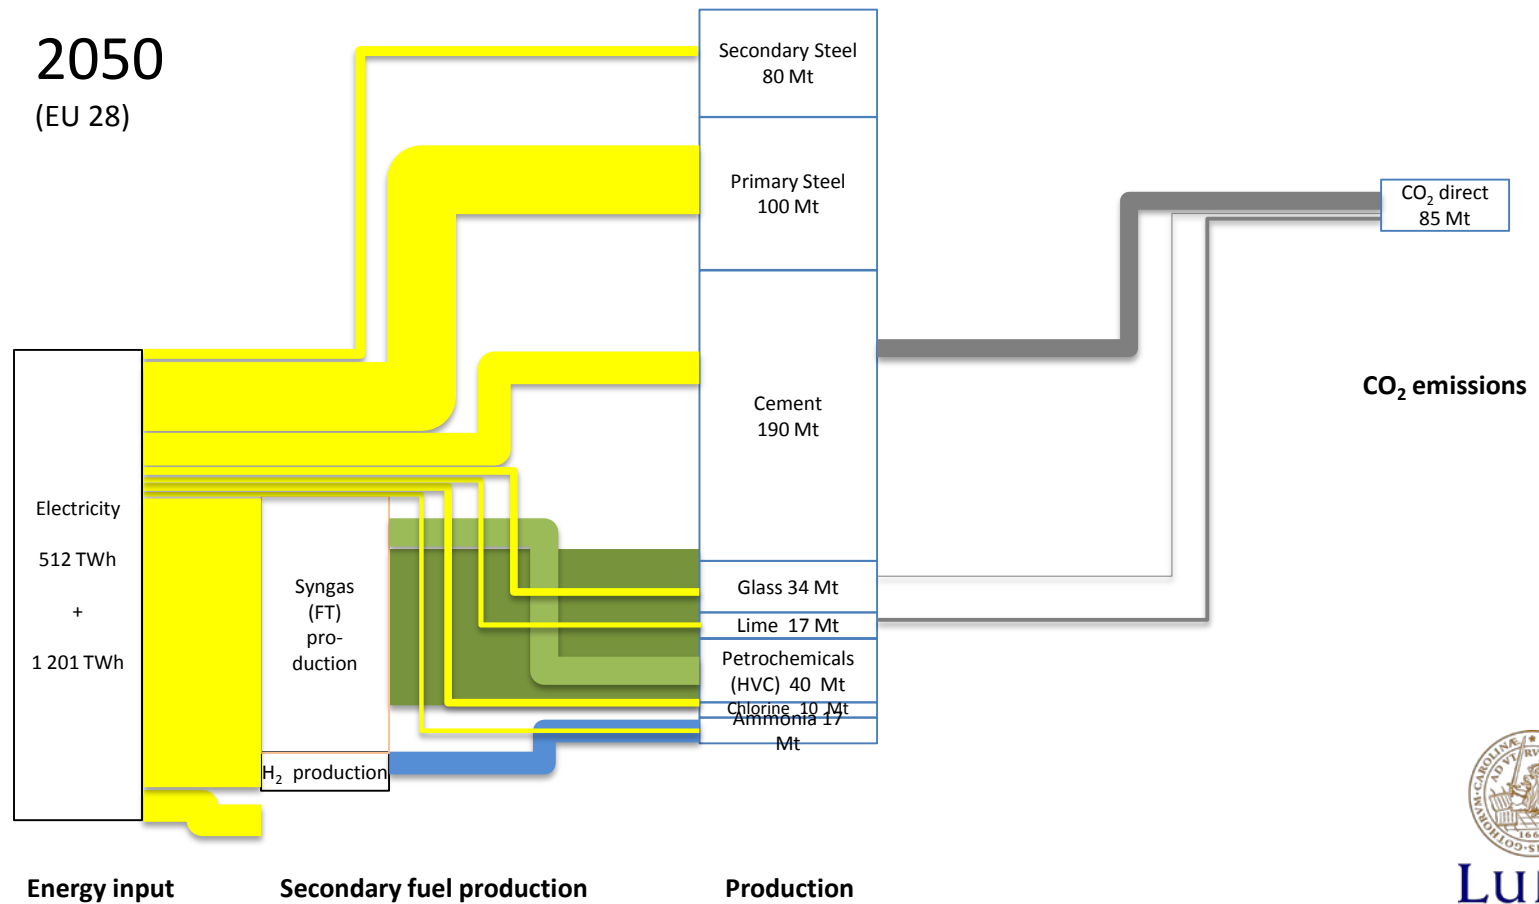 2050
(EU 28)
Secondary Steel
80 Mt
Primary Steel
100 Mt
CO₂ direct
85 Mt
CO₂ emissions
Cement
190 Mt
Electricity
512 TWh
+
1 201 TWh
Syngas
(FT)
pro-
duction
Glass 34 Mt
Lime 17 Mt
Petrochemicals
(HVC) 40 Mt
Chlorine 10 Mt
Ammonia 17
Mt
H₂ production
Energy input
Secondary fuel production
Production